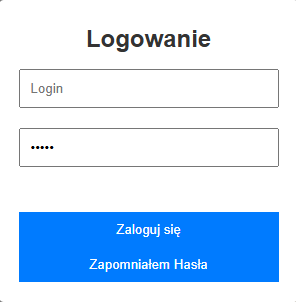 Logowanie
Login
•••••
Zaloguj się
Zapomniałem Hasła